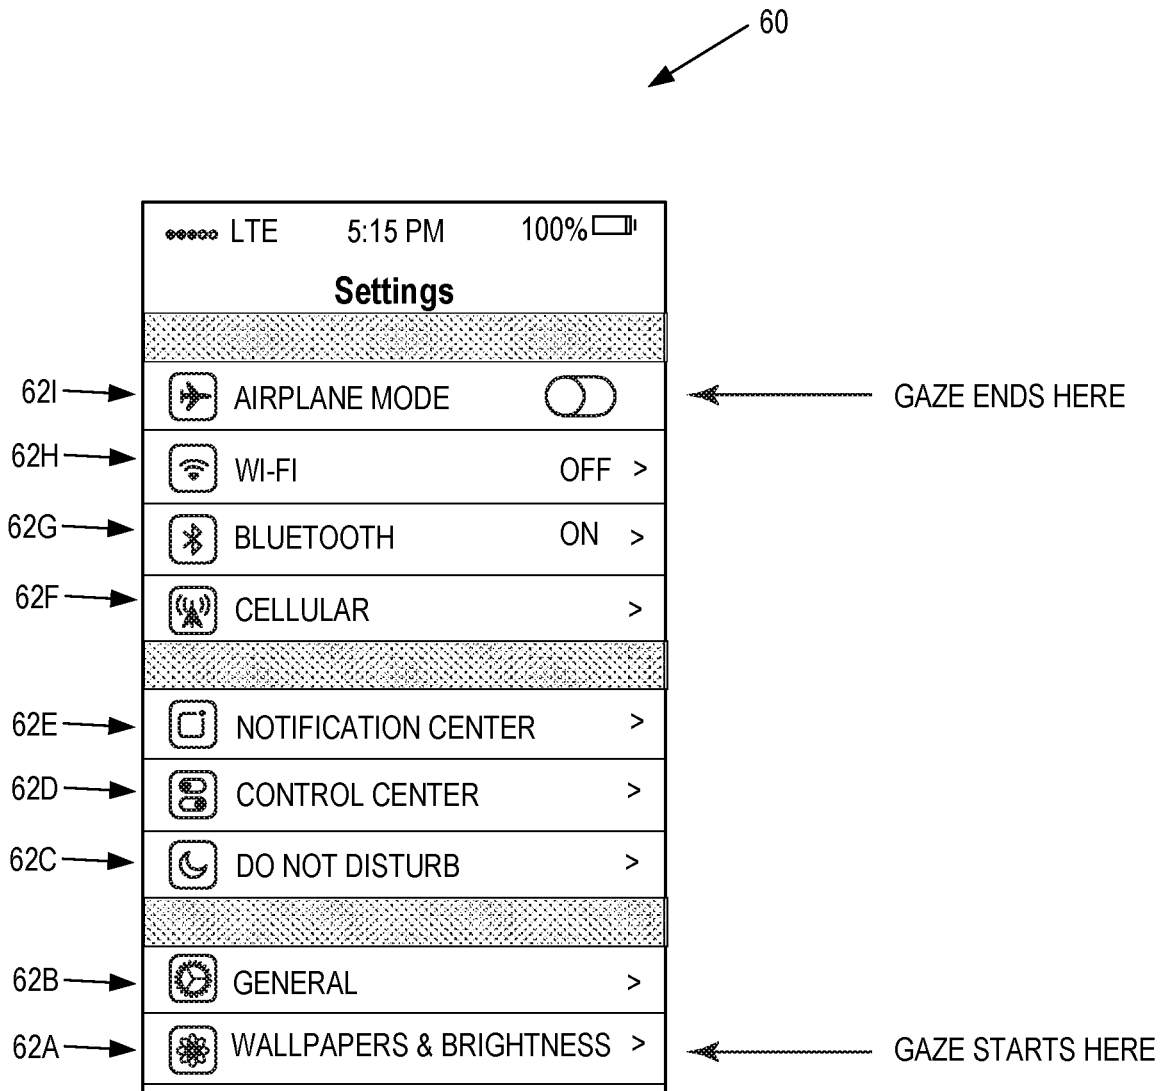 60
LTE 5:15 PM 100%
Settings
62I AIRPLANE MODE GAZE ENDS HERE
62H WI-FI OFF >
62G BLUETOOTH ON >
62F CELLULAR >
62E NOTIFICATION CENTER >
62D CONTROL CENTER >
62C DO NOT DISTURB >
62B GENERAL >
62A WALLPAPERS & BRIGHTNESS > GAZE STARTS HERE